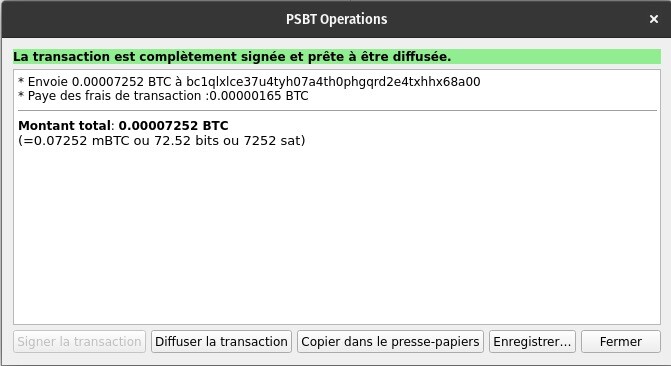 PSBT Operations
La transaction est complètement signée et prête à être diffusée.
* Envoie 0.00007252 BTC à bc1qlxlce37u4tyh07a4th0phgqrd2e4txhhx68a00
* Paye des frais de transaction :0.00000165 BTC
Montant total: 0.00007252 BTC
(=0.07252 mBTC ou 72.52 bits ou 7252 sat)
Signer la transaction Diffuser la transaction Copier dans le presse-papiers Enregistrer... Fermer